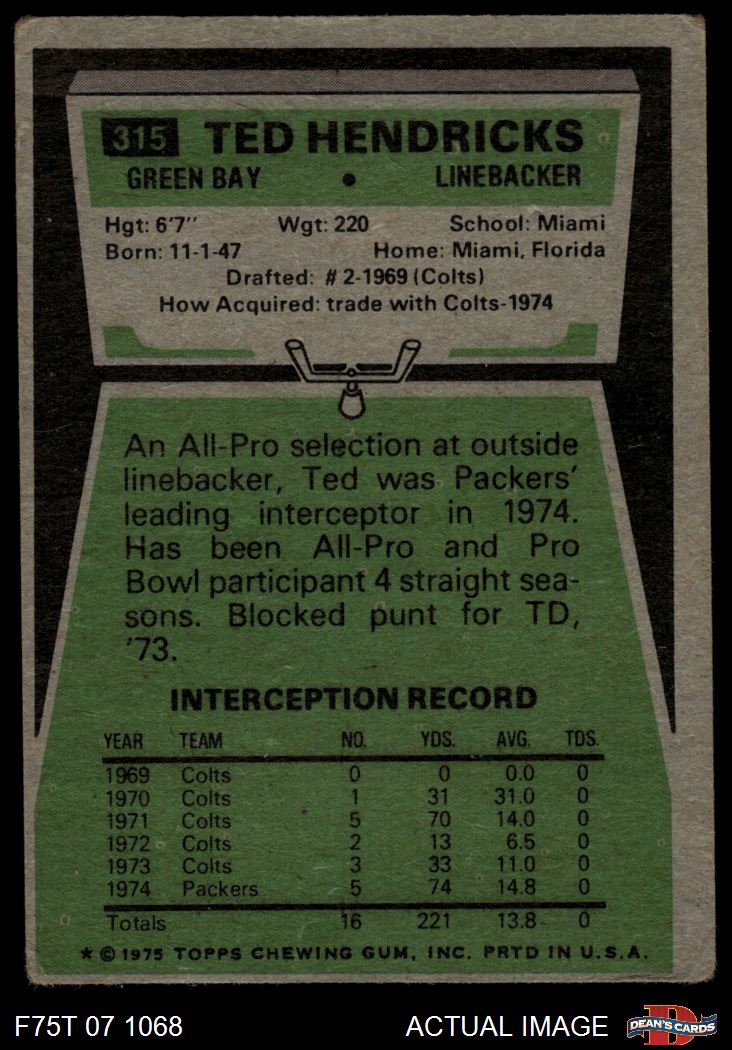 315 TED HENDRICKS
GREEN BAY • LINEBACKER
Hgt: 6'7" Wgt: 220 School: Miami
Born: 11-1-47 Home: Miami, Florida
Drafted: #2-1969 (Colts)
How Acquired: trade with Colts-1974
An All-Pro selection at outside
linebacker, Ted was Packers'
leading interceptor in 1974.
Has been All-Pro and Pro
Bowl participant 4 straight sea-
sons. Blocked punt for TD,
'73.
INTERCEPTION RECORD
YEAR TEAM NO. YDS. AVG. TDS.
1969 Colts 0 0 0.0 0
1970 Colts 1 31 31.0 0
1971 Colts 5 70 14.0 0
1972 Colts 2 13 6.5 0
1973 Colts 3 33 11.0 0
1974 Packers 5 74 14.8 0
Totals 16 221 13.8 0
* © 1975 TOPPS CHEWING GUM, INC. PRTD IN U.S.A.
F75T 07 1068 ACTUAL IMAGE DEAN'S CARDS